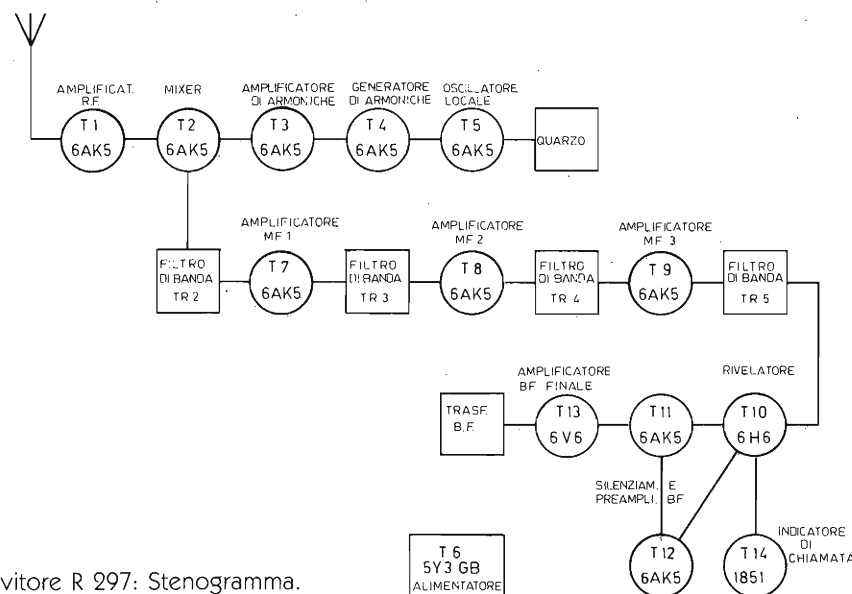 AMPLIFICAT.
R.F.
MIXER
AMPLIFICATORE
DI ARMONICHE
GENERATORE
DI ARMONICHE
OSCILLATORE
LOCALE
T 1
6AK5
T 2
6AK5
T 3
6AK5
T 4
6AK5
T 5
6AK5
QUARZO
AMPLIFICATORE
MF 1
AMPLIFICATORE
MF 2
AMPLIFICATORE
MF 3
FILTRO
DI BANDA
TR 2
T 7
6AK5
FILTRO
DI BANDA
TR 3
T 8
6AK5
FILTRO
DI BANDA
TR 4
T 9
6AK5
FILTRO
DI BANDA
TR 5
AMPLIFICATORE
BF FINALE
RIVELATORE
TRASF.
B.F.
T 13
6V6
T 11
6AK5
T 10
6H6
SILENZIAM. E
PREAMPLI. BF
T 12
6AK5
T 14
1851
INDICATORE
DI
CHIAMATA
T 6
5Y3 GB
ALIMENTATORE
vitore R 297: Stenogramma.